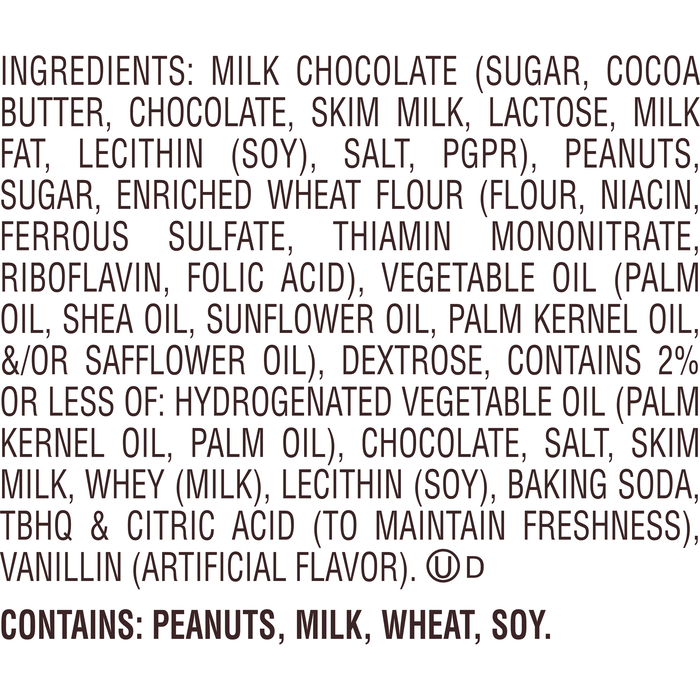 INGREDIENTS: MILK CHOCOLATE (SUGAR, COCOA
BUTTER, CHOCOLATE, SKIM MILK, LACTOSE, MILK
FAT, LECITHIN (SOY), SALT, PGPR), PEANUTS,
SUGAR, ENRICHED WHEAT FLOUR (FLOUR, NIACIN,
FERROUS SULFATE, THIAMIN MONONITRATE,
RIBOFLAVIN, FOLIC ACID), VEGETABLE OIL (PALM
OIL, SHEA OIL, SUNFLOWER OIL, PALM KERNEL OIL,
&/OR SAFFLOWER OIL), DEXTROSE, CONTAINS 2%
OR LESS OF: HYDROGENATED VEGETABLE OIL (PALM
KERNEL OIL, PALM OIL), CHOCOLATE, SALT, SKIM
MILK, WHEY (MILK), LECITHIN (SOY), BAKING SODA,
TBHQ & CITRIC ACID (TO MAINTAIN FRESHNESS),
VANILLIN (ARTIFICIAL FLAVOR). Ⓤ D
CONTAINS: PEANUTS, MILK, WHEAT, SOY.